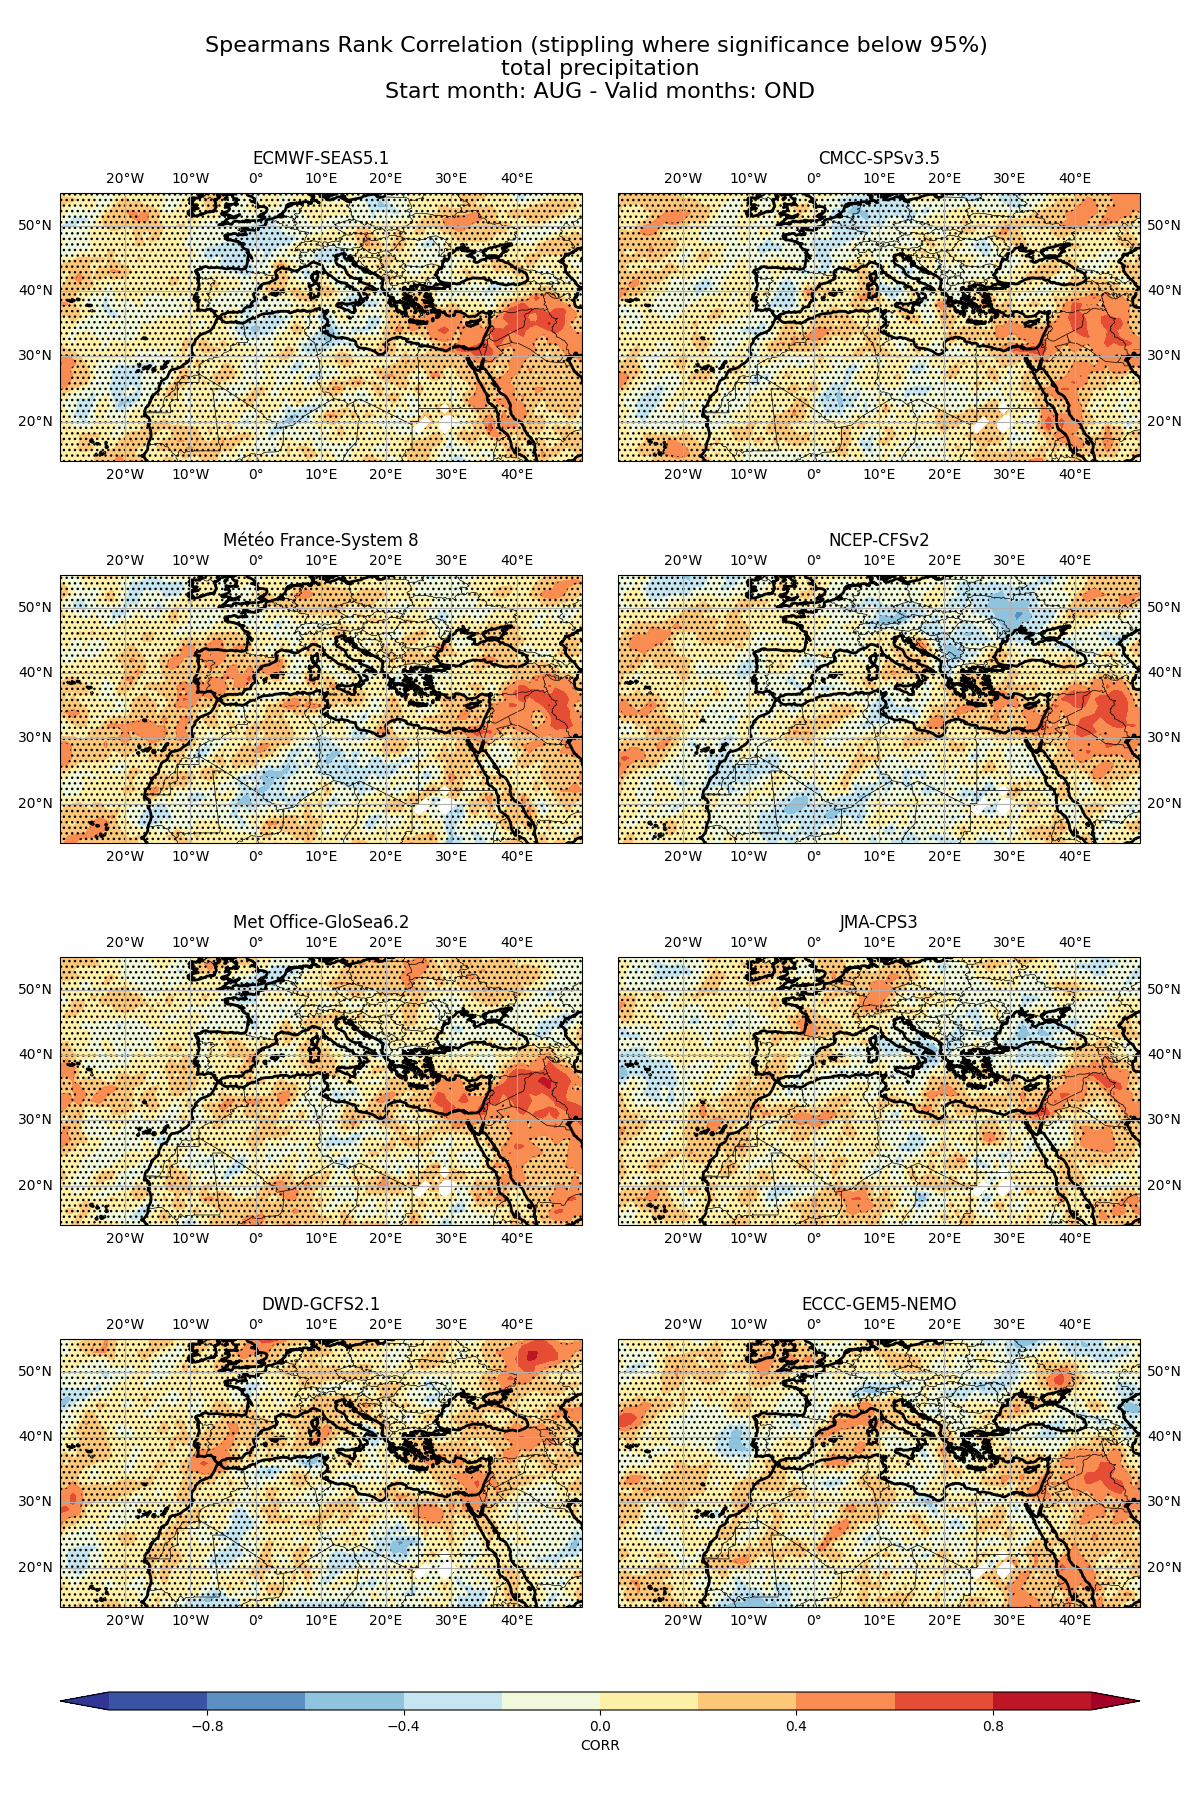 Spearmans Rank Correlation (stippling where significance below 95%)
total precipitation
Start month: AUG - Valid months: OND
ECMWF-SEAS5.1 CMCC-SPSv3.5
20°W 10°W 0° 10°E 20°E 30°E 40°E 20°W 10°W 0° 10°E 20°E 30°E 40°E
50°N 50°N
40°N 40°N
30°N 30°N
20°N 20°N
20°W 10°W 0° 10°E 20°E 30°E 40°E 20°W 10°W 0° 10°E 20°E 30°E 40°E
Météo France-System 8 NCEP-CFSv2
20°W 10°W 0° 10°E 20°E 30°E 40°E 20°W 10°W 0° 10°E 20°E 30°E 40°E
50°N 50°N
40°N 40°N
30°N 30°N
20°N 20°N
20°W 10°W 0° 10°E 20°E 30°E 40°E 20°W 10°W 0° 10°E 20°E 30°E 40°E
Met Office-GloSea6.2 JMA-CPS3
20°W 10°W 0° 10°E 20°E 30°E 40°E 20°W 10°W 0° 10°E 20°E 30°E 40°E
50°N 50°N
40°N 40°N
30°N 30°N
20°N 20°N
20°W 10°W 0° 10°E 20°E 30°E 40°E 20°W 10°W 0° 10°E 20°E 30°E 40°E
DWD-GCFS2.1 ECCC-GEM5-NEMO
20°W 10°W 0° 10°E 20°E 30°E 40°E 20°W 10°W 0° 10°E 20°E 30°E 40°E
50°N 50°N
40°N 40°N
30°N 30°N
20°N 20°N
20°W 10°W 0° 10°E 20°E 30°E 40°E 20°W 10°W 0° 10°E 20°E 30°E 40°E
−0.8 −0.4 0.0 0.4 0.8
CORR